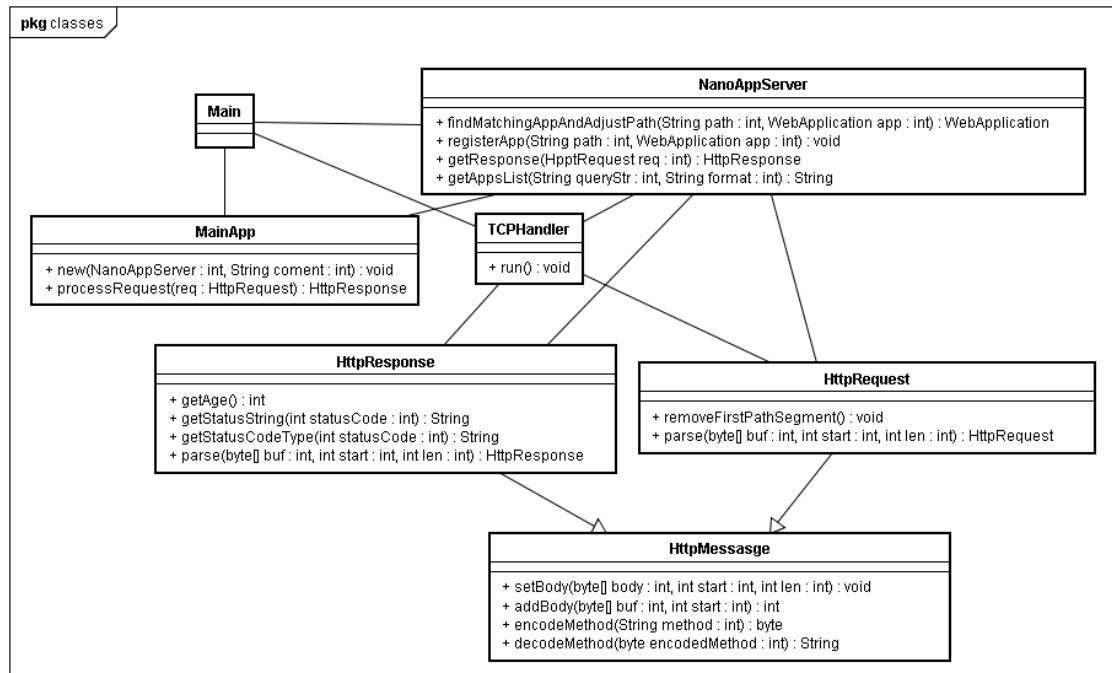 pkg classes
NanoAppServer
+ findMatchingAppAndAdjustPath(String path : int, WebApplication app : int) : WebApplication
+ registerApp(String path : int, WebApplication app : int) : void
+ getResponse(HpptRequest req : int) : HttpResponse
+ getAppsList(String queryStr : int, String format : int) : String
Main
MainApp
+ new(NanoAppServer : int, String coment : int) : void
+ processRequest(req : HttpRequest) : HttpResponse
TCPHandler
+ run() : void
HttpResponse
+ getAge() : int
+ getStatusString(int statusCode : int) : String
+ getStatusCodeType(int statusCode : int) : String
+ parse(byte[] buf : int, int start : int, int len : int) : HttpResponse
HttpRequest
+ removeFirstPathSegment() : void
+ parse(byte[] buf : int, int start : int, int len : int) : HttpRequest
HttpMessasge
+ setBody(byte[] body : int, int start : int, int len : int) : void
+ addBody(byte[] buf : int, int start : int) : int
+ encodeMethod(String method : int) : byte
+ decodeMethod(byte encodedMethod : int) : String